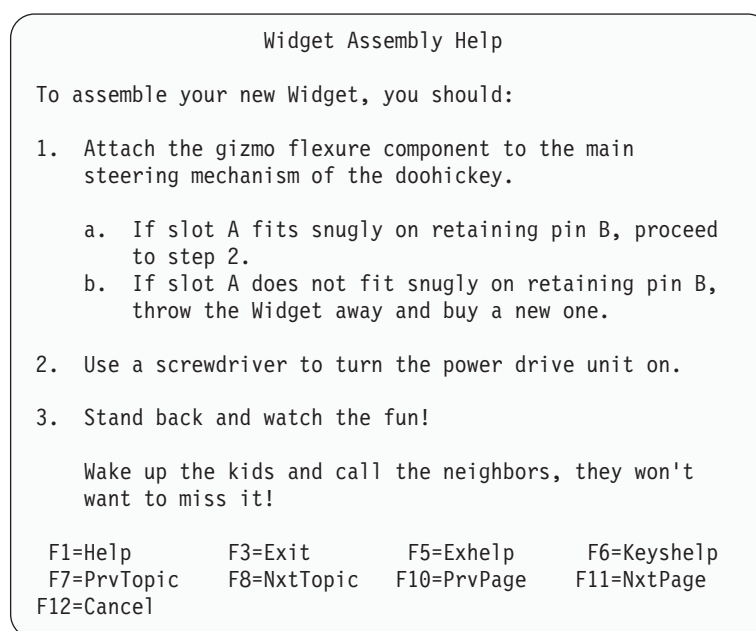 Widget Assembly Help
To assemble your new Widget, you should:
1. Attach the gizmo flexure component to the main
steering mechanism of the doohickey.
a. If slot A fits snugly on retaining pin B, proceed
to step 2.
b. If slot A does not fit snugly on retaining pin B,
throw the Widget away and buy a new one.
2. Use a screwdriver to turn the power drive unit on.
3. Stand back and watch the fun!
Wake up the kids and call the neighbors, they won't
want to miss it!
F1=Help F3=Exit F5=Exhelp F6=Keyshelp
F7=PrvTopic F8=NxtTopic F10=PrvPage F11=NxtPage
F12=Cancel